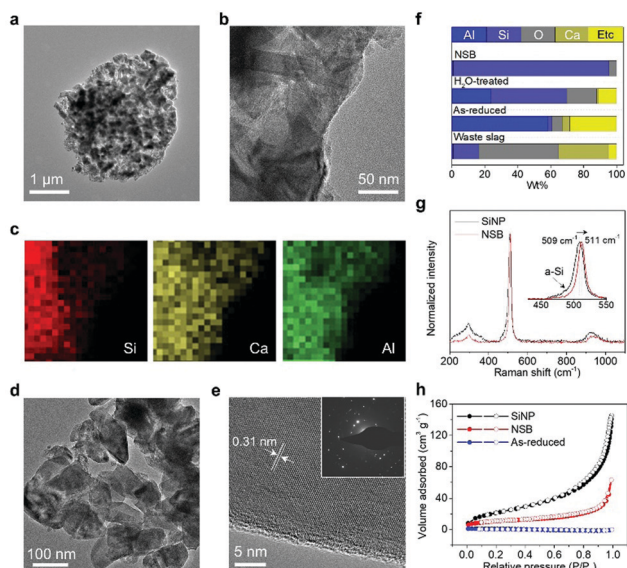 a
1 µm
b
50 nm
c
Si
Ca
Al
d
100 nm
e
0.31 nm
5 nm
f
Al Si O Ca Etc
NSB
H₂O-treated
As-reduced
Waste slag
0 20 40 60 80 100
Wt%
g
SiNP
NSB
509 cm⁻¹
511 cm⁻¹
a-Si
450 500 550
Normalized intensity
200 400 600 800 1000
Raman shift (cm⁻¹)
h
SiNP
NSB
As-reduced
Volume adsorbed (cm³ g⁻¹)
150
100
50
0
0.0 0.2 0.4 0.6 0.8 1.0
Relative pressure (P/P₀)